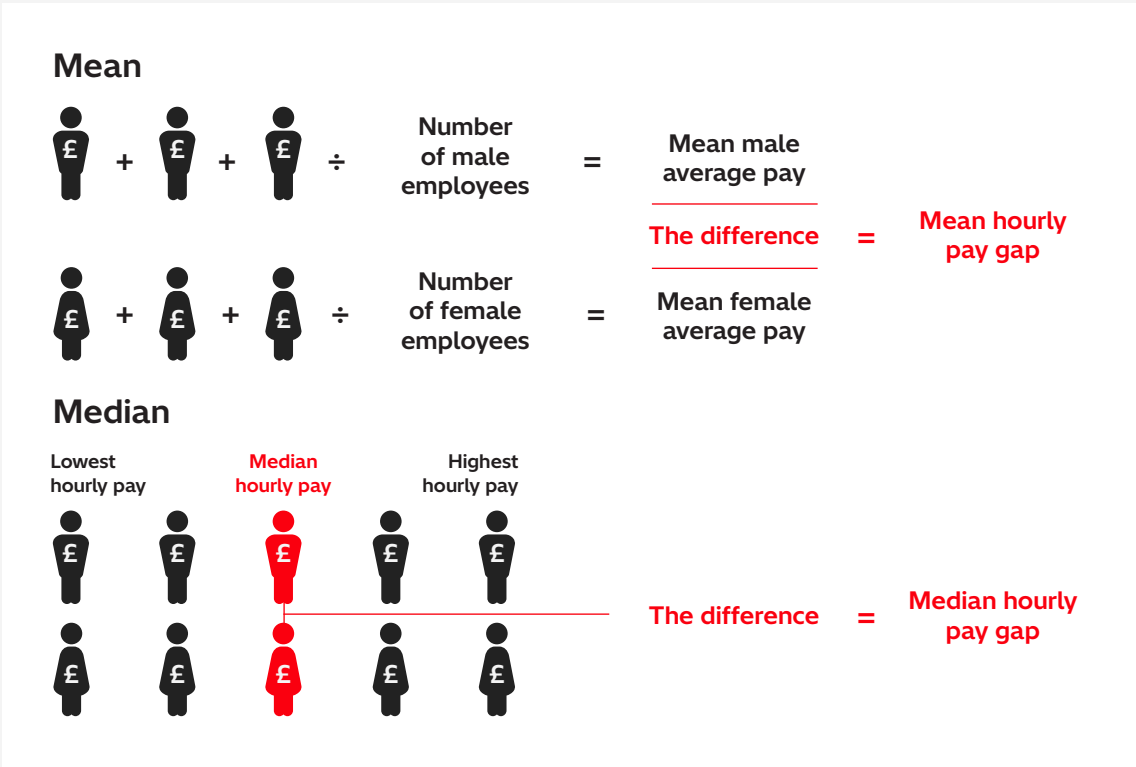 Mean
£ + £ + £ ÷
Number
of male
employees
=
Mean male
average pay
The difference
=
Mean hourly
pay gap
£ + £ + £ ÷
Number
of female
employees
=
Mean female
average pay
Median
Lowest
hourly pay
Median
hourly pay
Highest
hourly pay
£ £ £ £ £
The difference
=
Median hourly
pay gap
£ £ £ £ £